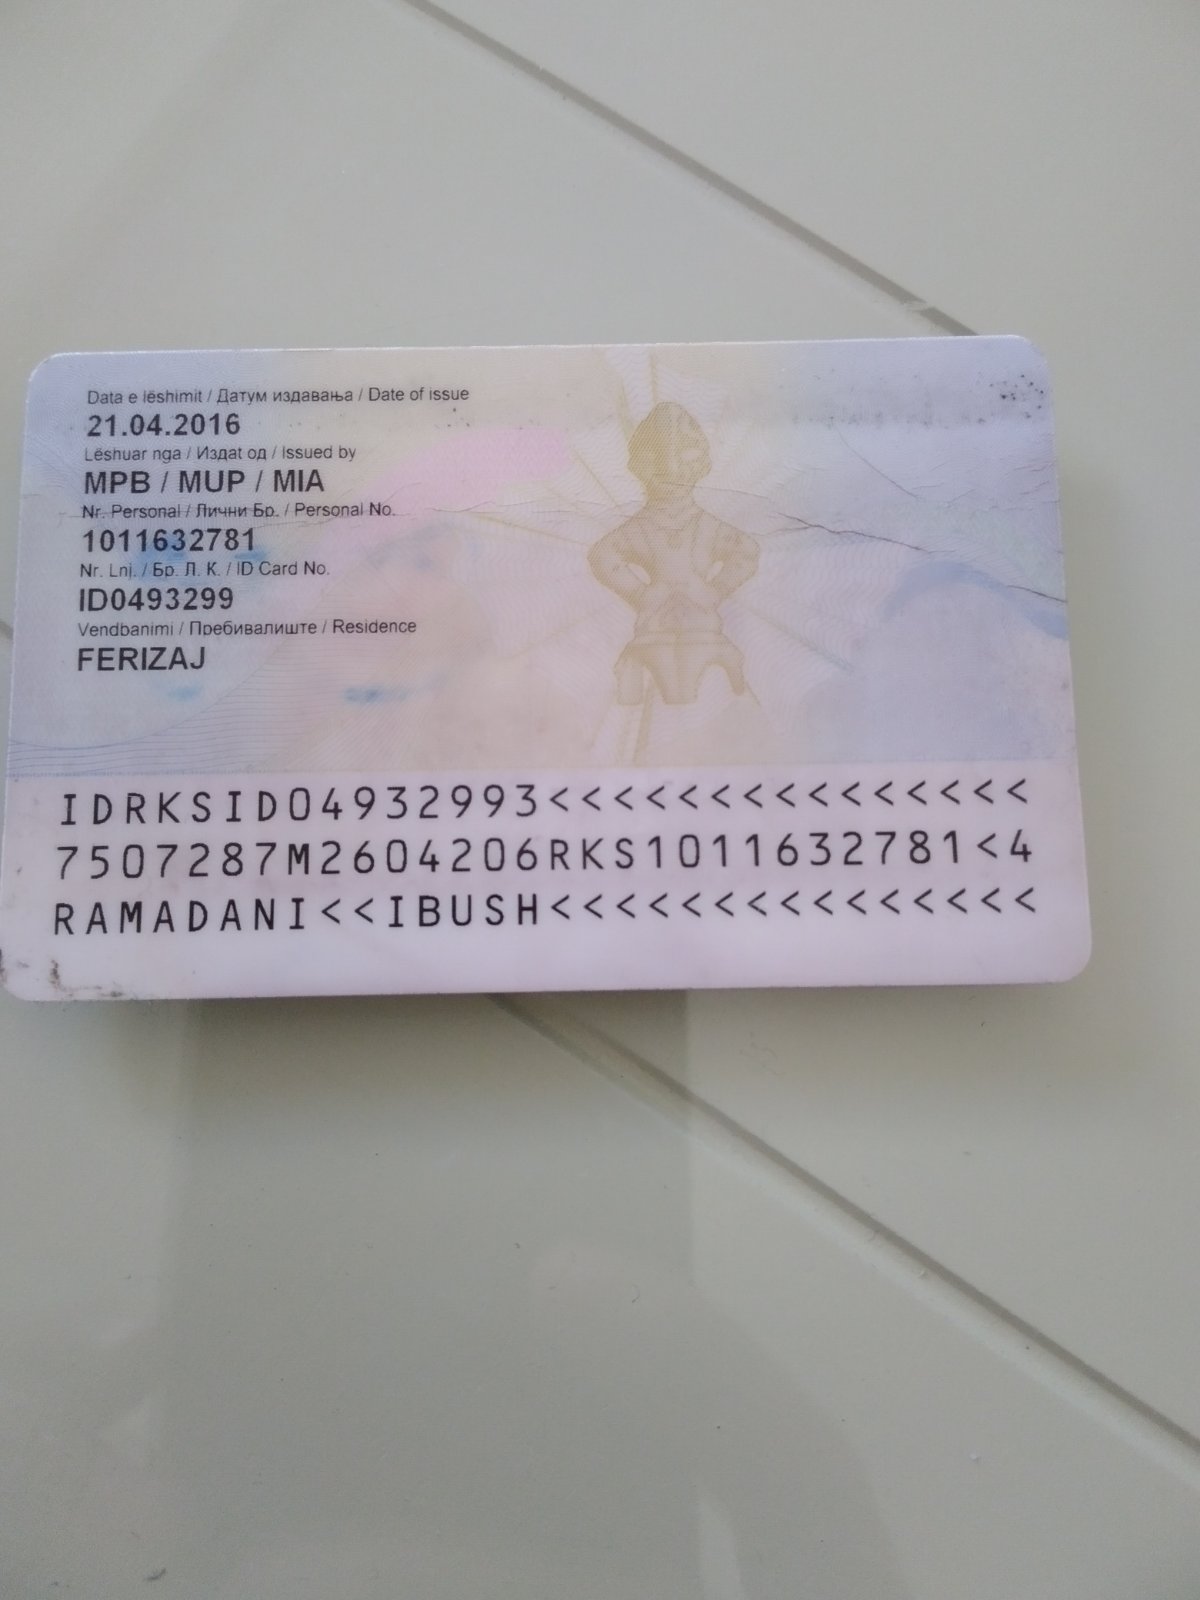 Data e lëshimit / Датум издавања / Date of issue
21.04.2016
Lëshuar nga / Издат од / Issued by
MPB / MUP / MIA
Nr. Personal / Лични Бр. / Personal No.
1011632781
Nr. Lnj. / Бр. Л. К. / ID Card No.
ID0493299
Vendbanimi / Пребивалиште / Residence
FERIZAJ
IDRKSID04932993<<<<<<<<<<<<<<<
7507287M2604206RKS1011632781<4
RAMADANI<<IBUSH<<<<<<<<<<<<<<<